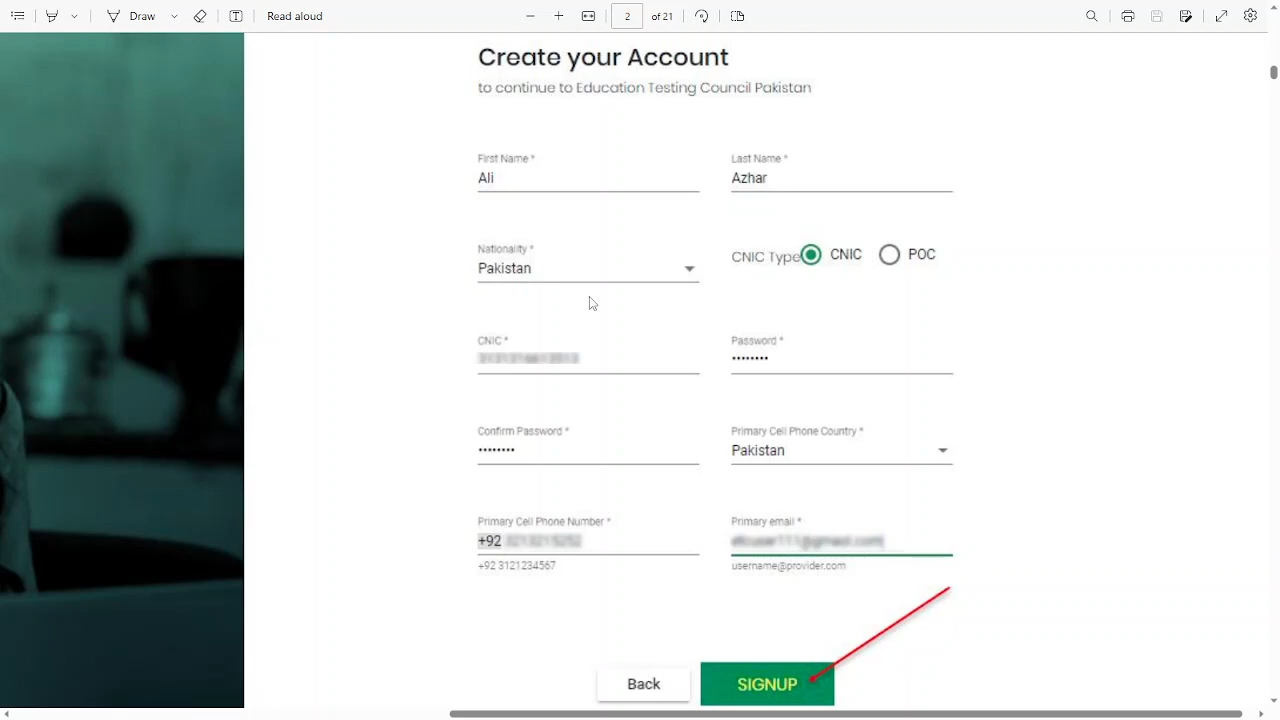 Draw
Read aloud
2 of 21
Create your Account
to continue to Education Testing Council Pakistan
First Name * Last Name *
Ali Azhar
Nationality *
Pakistan
CNIC Type CNIC POC
CNIC * Password *
••••••••
Confirm Password * Primary Cell Phone Country *
•••••••• Pakistan
Primary Cell Phone Number * Primary email *
+92
+92 3121234567 username@provider.com
Back SIGNUP